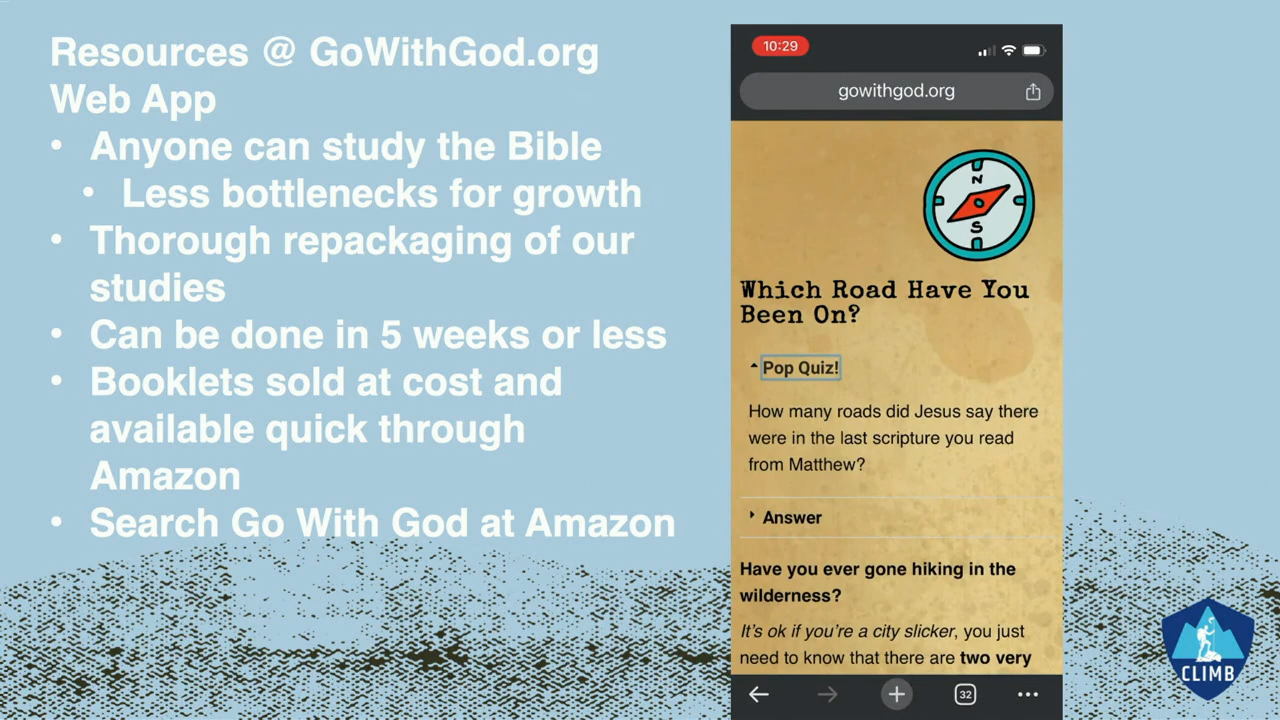 Resources @ GoWithGod.org
Web App
• Anyone can study the Bible
• Less bottlenecks for growth
• Thorough repackaging of our
studies
• Can be done in 5 weeks or less
• Booklets sold at cost and
available quick through
Amazon
• Search Go With God at Amazon
10:29
gowithgod.org
N
S
Which Road Have You
Been On?
Pop Quiz!
How many roads did Jesus say there
were in the last scripture you read
from Matthew?
Answer
Have you ever gone hiking in the
wilderness?
It's ok if you're a city slicker, you just
need to know that there are two very
32
CLIMB